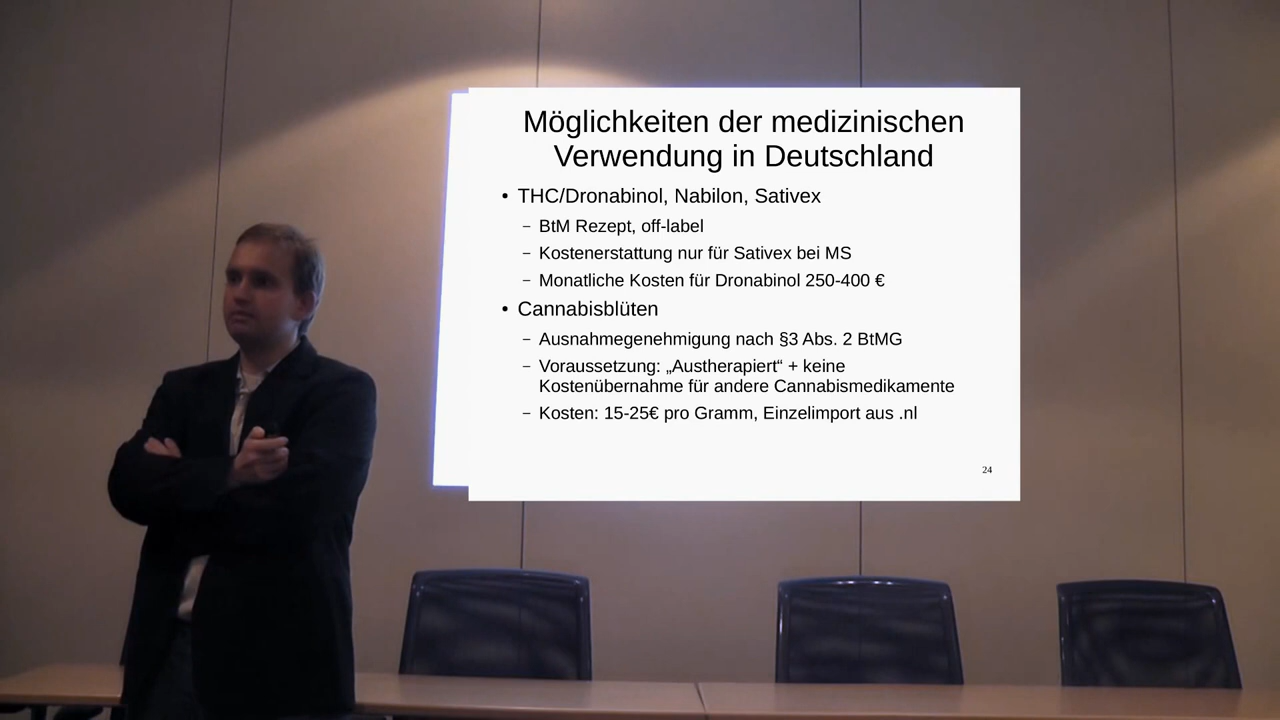 Möglichkeiten der medizinischen
Verwendung in Deutschland
• THC/Dronabinol, Nabilon, Sativex
– BtM Rezept, off-label
– Kostenerstattung nur für Sativex bei MS
– Monatliche Kosten für Dronabinol 250-400 €
• Cannabisblüten
– Ausnahmegenehmigung nach §3 Abs. 2 BtMG
– Voraussetzung: „Austherapiert“ + keine
Kostenübernahme für andere Cannabismedikamente
– Kosten: 15-25€ pro Gramm, Einzelimport aus .nl
24